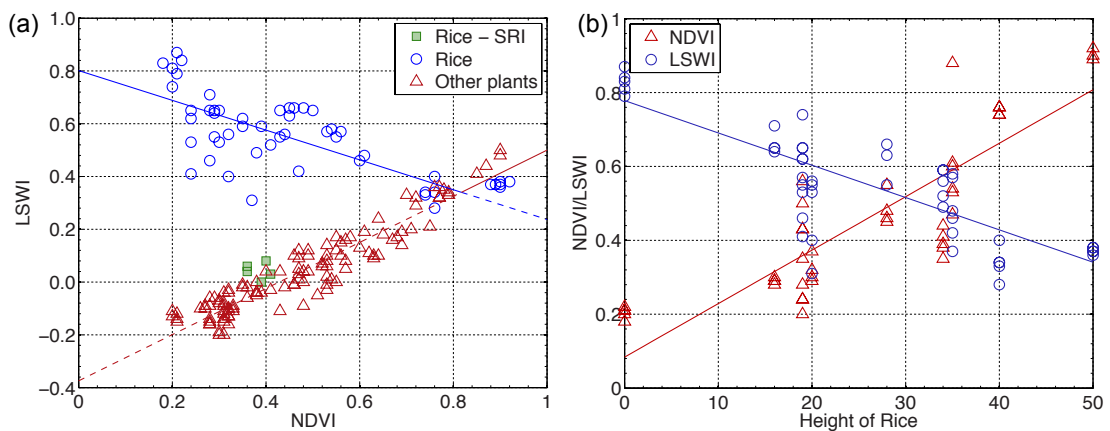 (a)
Rice – SRI
Rice
Other plants
1
0.8
0.6
0.4
0.2
0.0
−0.2
−0.4
LSWI
0 0.2 0.4 0.6 0.8 1
NDVI
(b)
NDVI
LSWI
1
0.8
0.6
0.4
0.2
0
NDVI/LSWI
0 10 20 30 40 50
Height of Rice